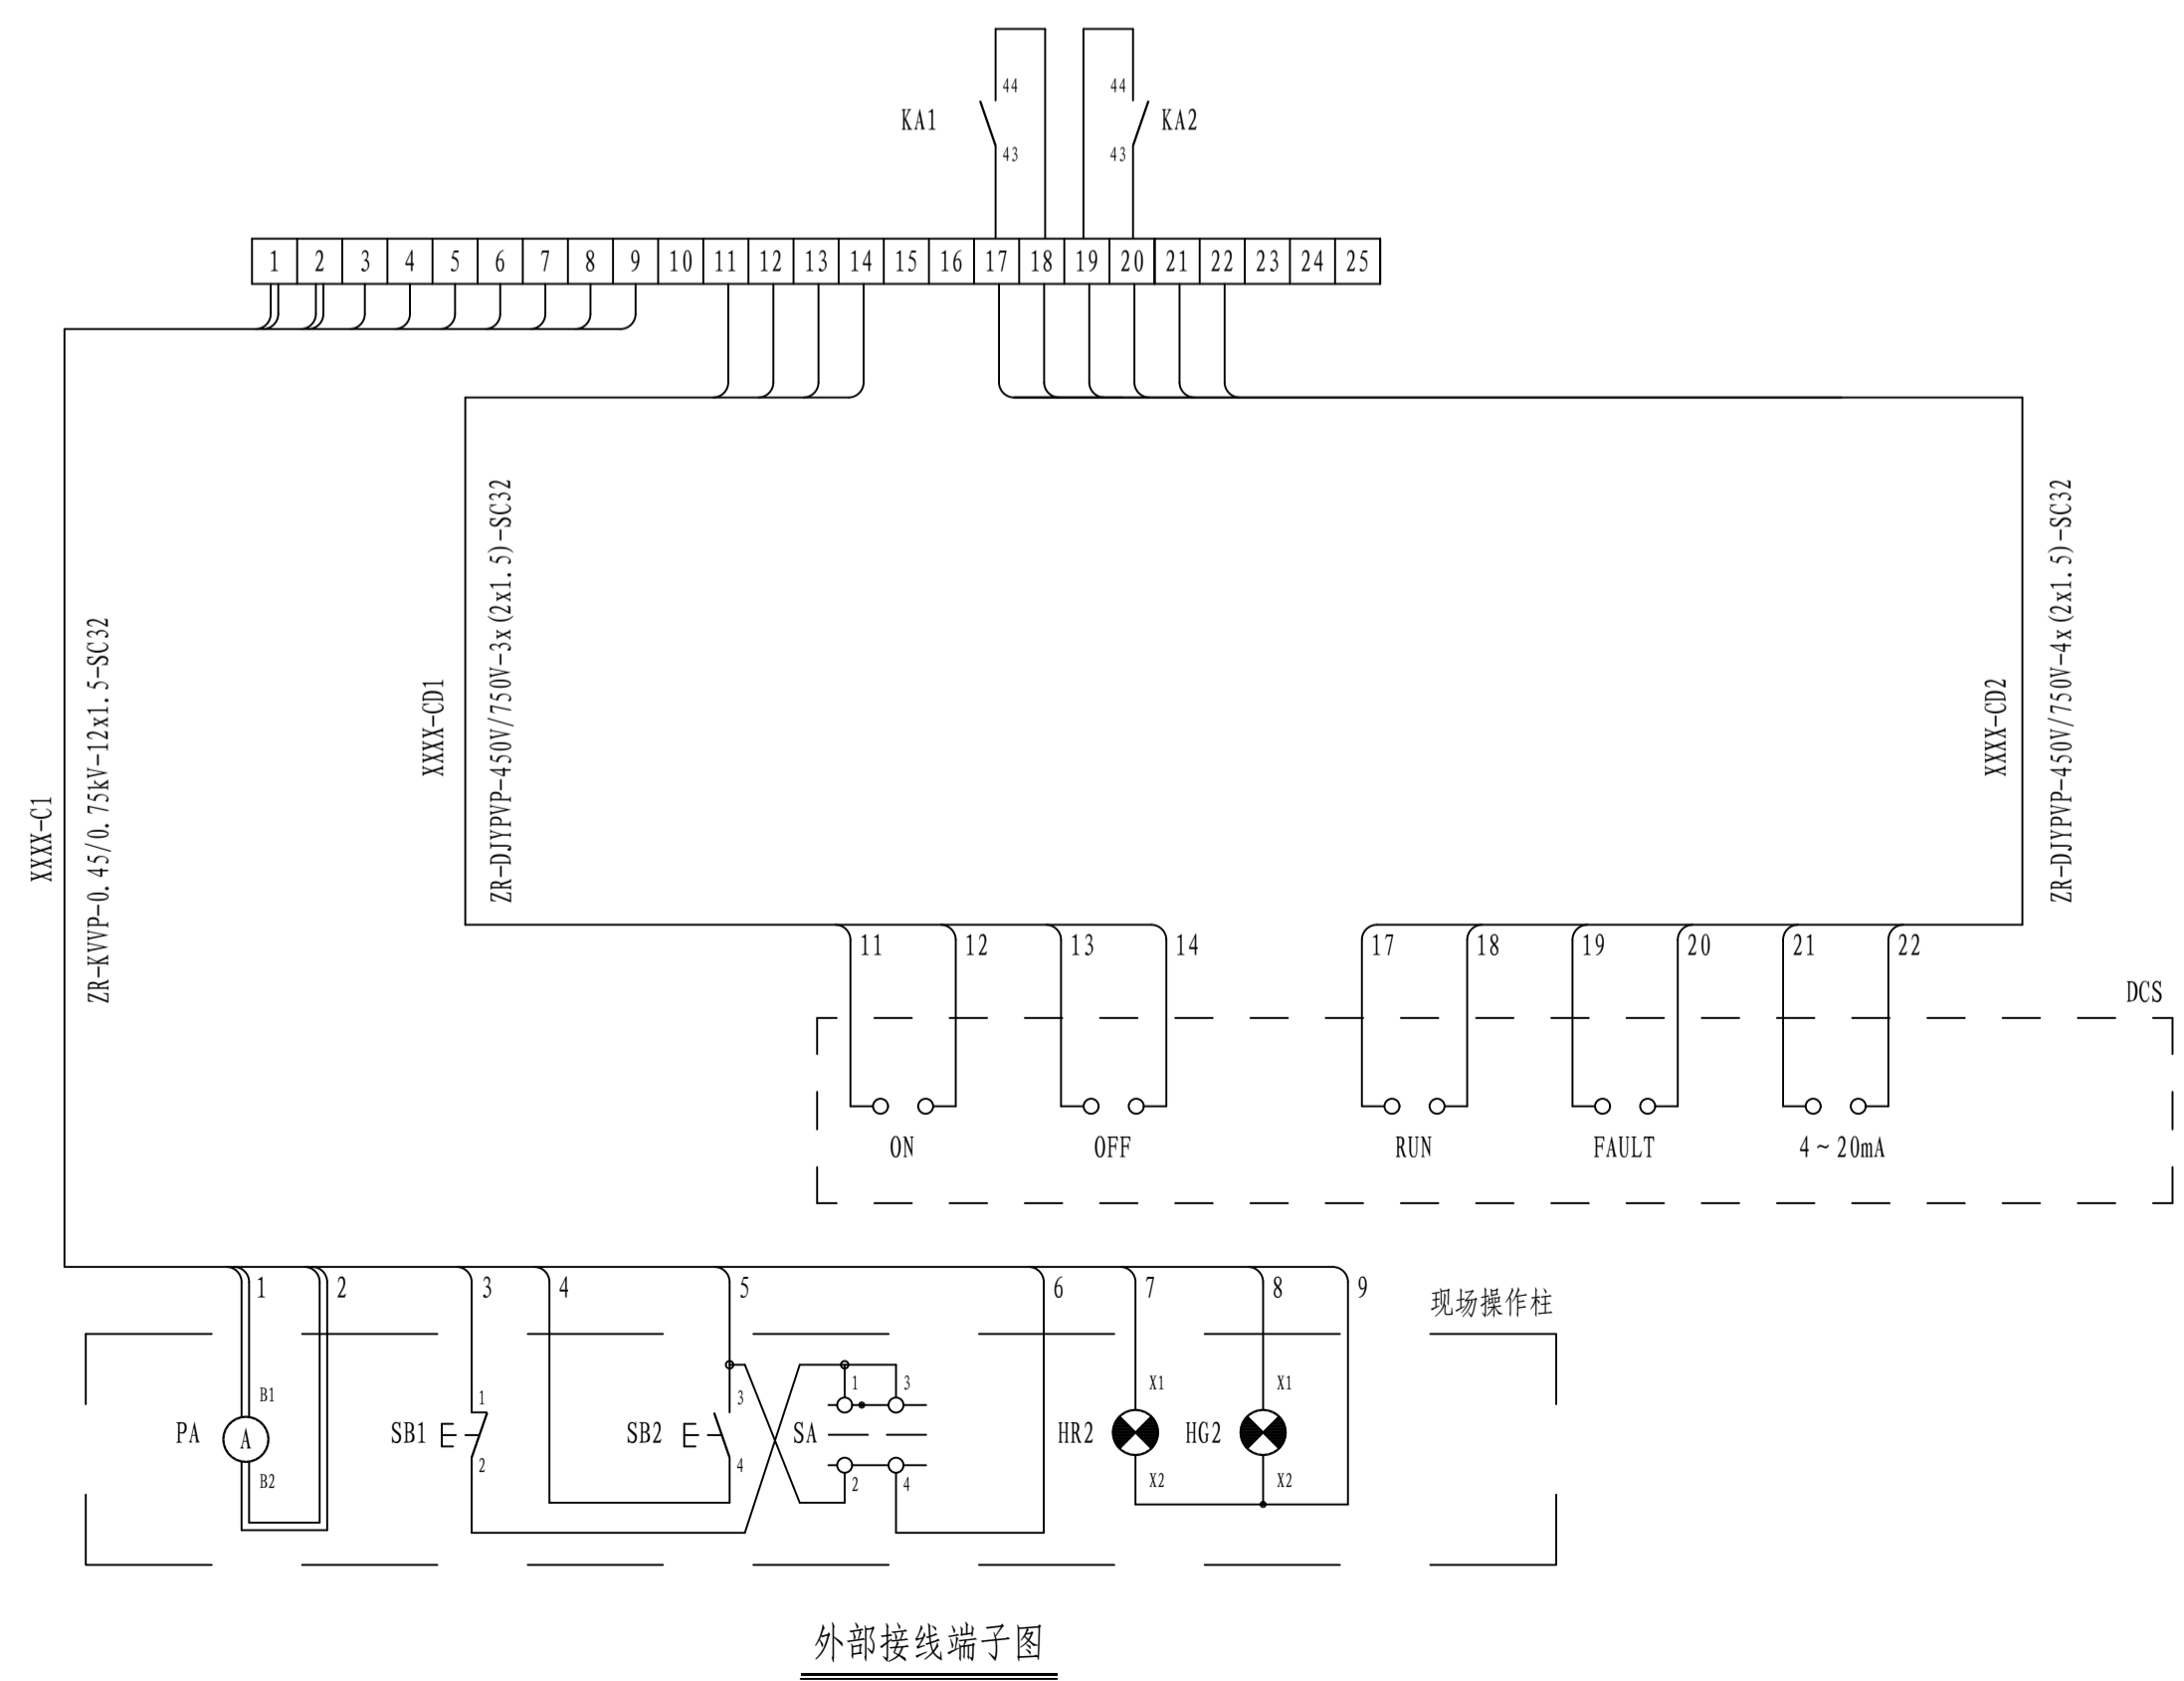 44
44
KA1
KA2
43
43
1 2 3 4 5 6 7 8 9 10 11 12 13 14 15 16 17 18 19 20 21 22 23 24 25
XXXX-C1
ZR-KVVP-0.45/0.75kV-12x1.5-SC32
XXXX-CD1
ZR-DJYPVP-450V/750V-3x(2x1.5)-SC32
XXXX-CD2
ZR-DJYPVP-450V/750V-4x(2x1.5)-SC32
11 12 13 14 17 18 19 20 21 22
DCS
ON OFF RUN FAULT 4~20mA
1 2 3 4 5 6 7 8 9
现场操作柱
B1 1 3 1 3 X1 X1
PA A SB1 SB2 SA HR2 HG2
B2 2 4 2 4 X2 X2
外部接线端子图